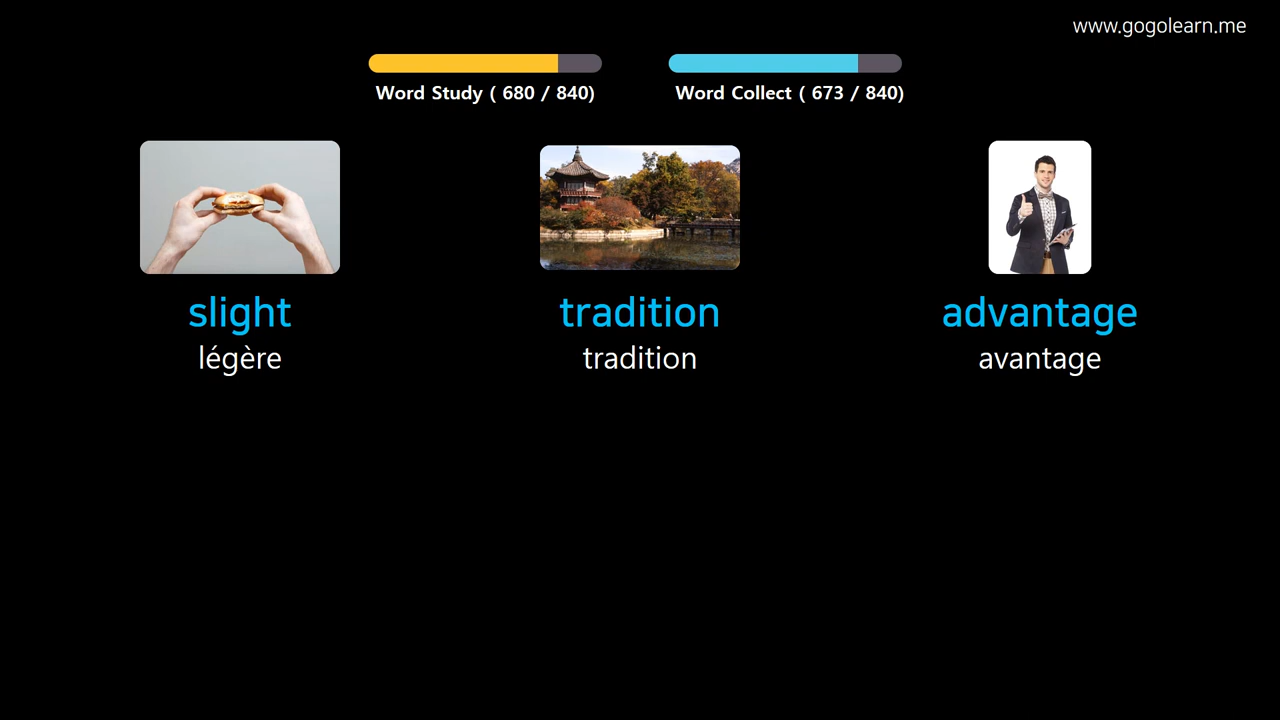 www.gogolearn.me
Word Study ( 680 / 840)
Word Collect ( 673 / 840)
slight
légère
tradition
tradition
advantage
avantage